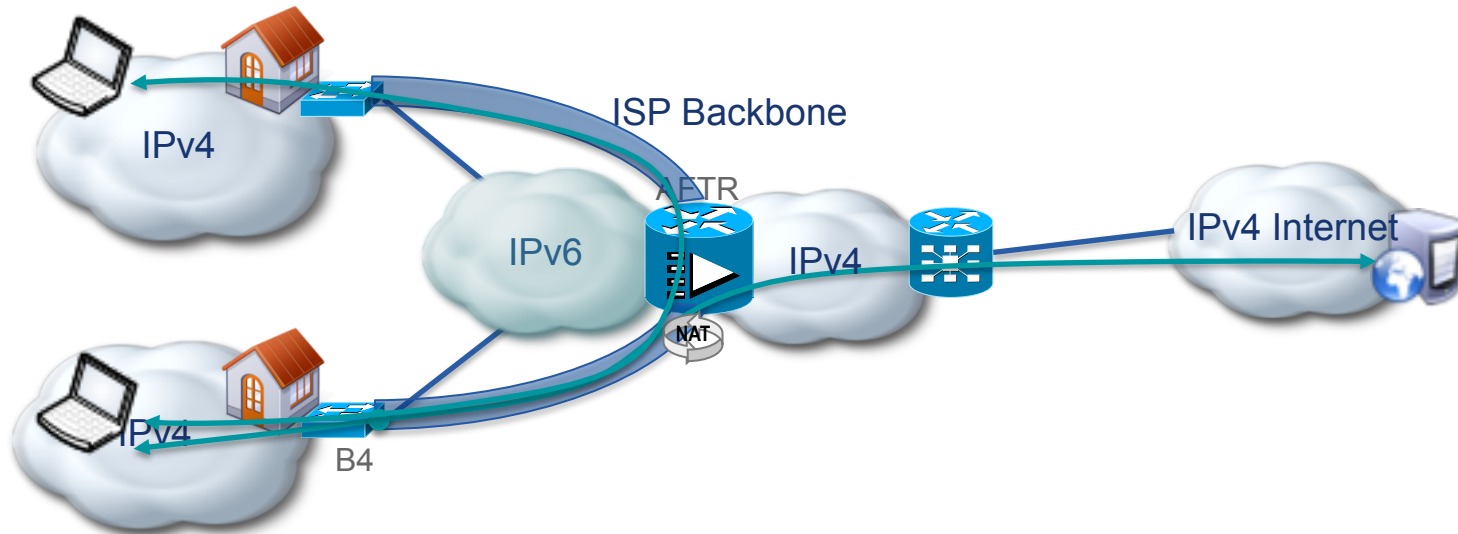 ISP Backbone
IPv4
AFTR
IPv4 Internet
IPv6
IPv4
NAT
IPv4
B4